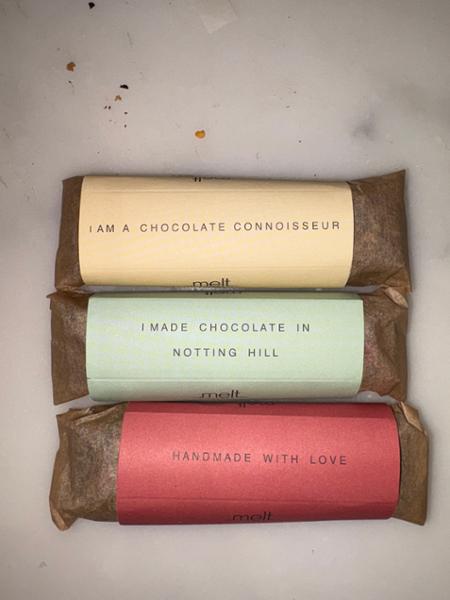 I AM A CHOCOLATE CONNOISSEUR
melt
I MADE CHOCOLATE IN
NOTTING HILL
melt
HANDMADE WITH LOVE
melt